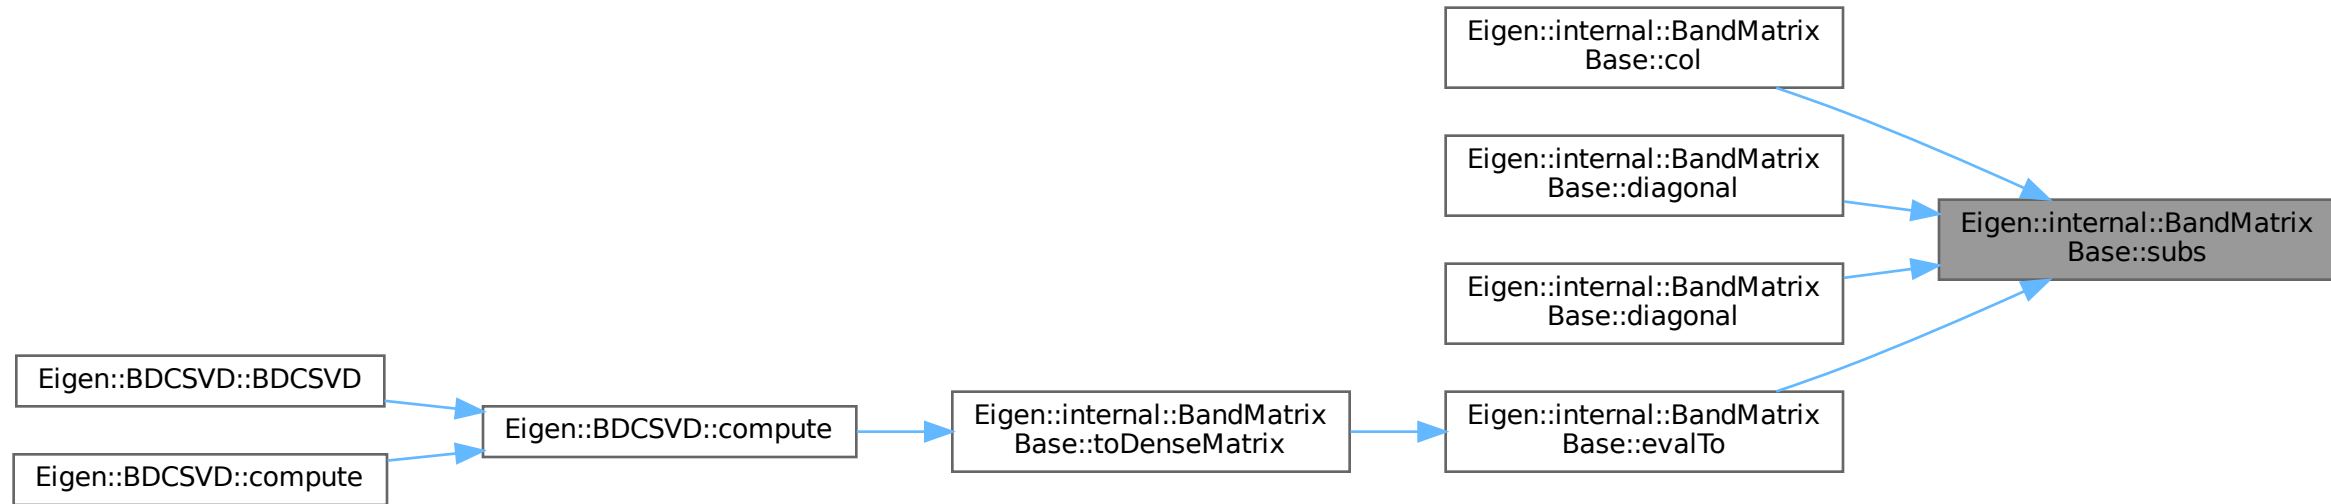 Eigen::internal::BandMatrix
Base::col
Eigen::internal::BandMatrix
Base::diagonal
Eigen::internal::BandMatrix
Base::subs
Eigen::internal::BandMatrix
Base::diagonal
Eigen::BDCSVD::BDCSVD
Eigen::BDCSVD::compute
Eigen::internal::BandMatrix
Base::toDenseMatrix
Eigen::internal::BandMatrix
Base::evalTo
Eigen::BDCSVD::compute